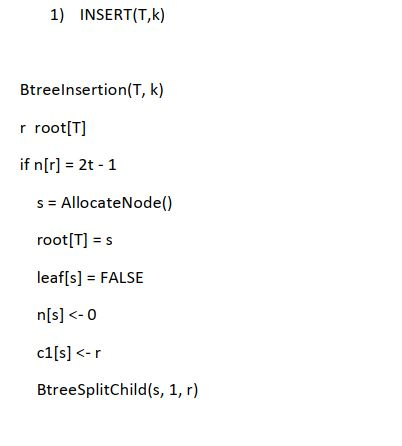 1) INSERT(T,k)
BtreeInsertion(T, k)
r root[T]
if n[r] = 2t - 1
s = AllocateNode()
root[T] = s
leaf[s] = FALSE
n[s] <- 0
c1[s] <- r
BtreeSplitChild(s, 1, r)